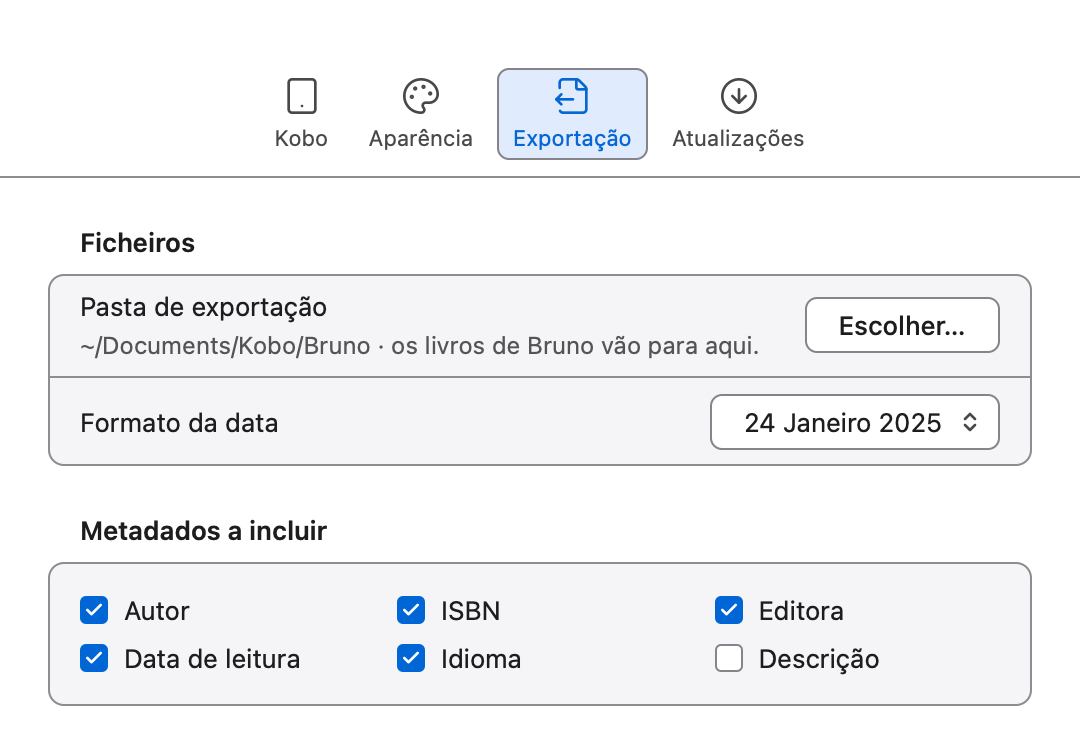 Kobo
Aparência
Exportação
Atualizações
Ficheiros
Pasta de exportação
~/Documents/Kobo/Bruno · os livros de Bruno vão para aqui.
Escolher...
Formato da data
24 Janeiro 2025
Metadados a incluir
Autor
ISBN
Editora
Data de leitura
Idioma
Descrição